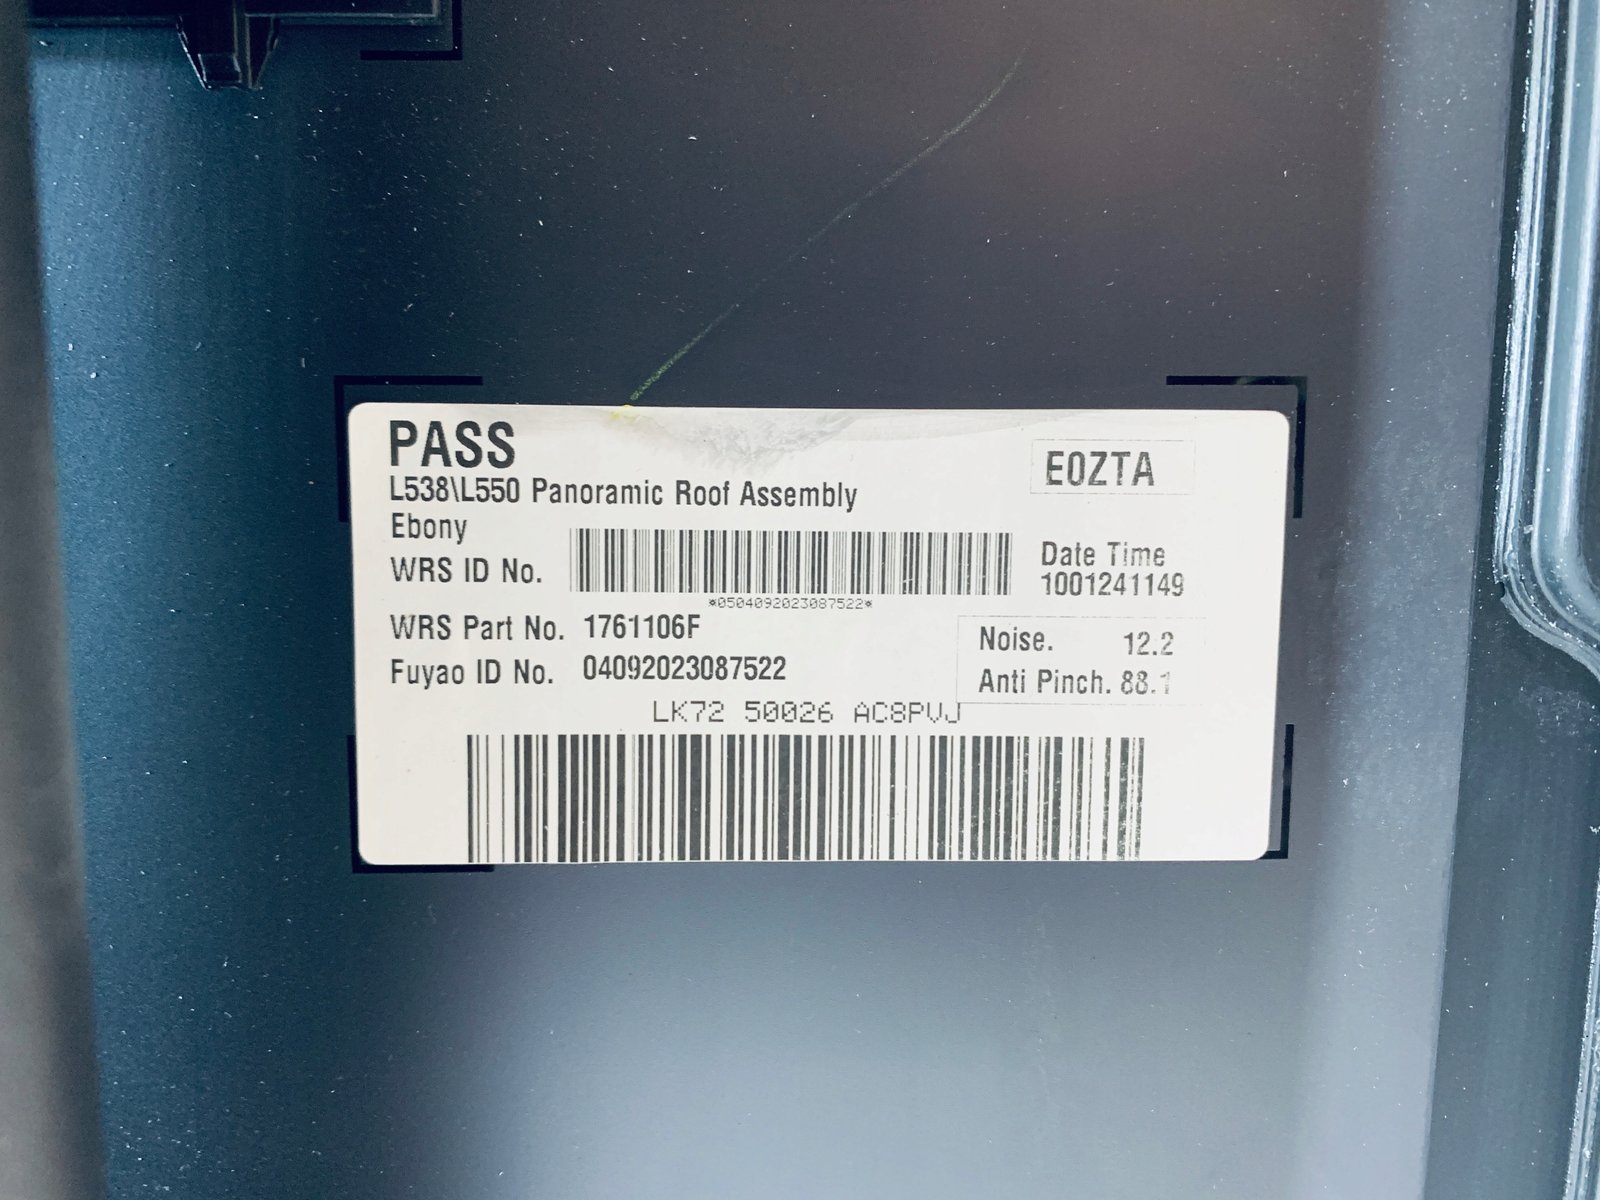 PASS
E0ZTA
L538\L550 Panoramic Roof Assembly
Ebony
WRS ID No.
*0504092023087522*
Date Time
1001241149
WRS Part No. 1761106F
Noise. 12.2
Fuyao ID No. 04092023087522
Anti Pinch. 88.1
LK72 50026 AC8PVJ